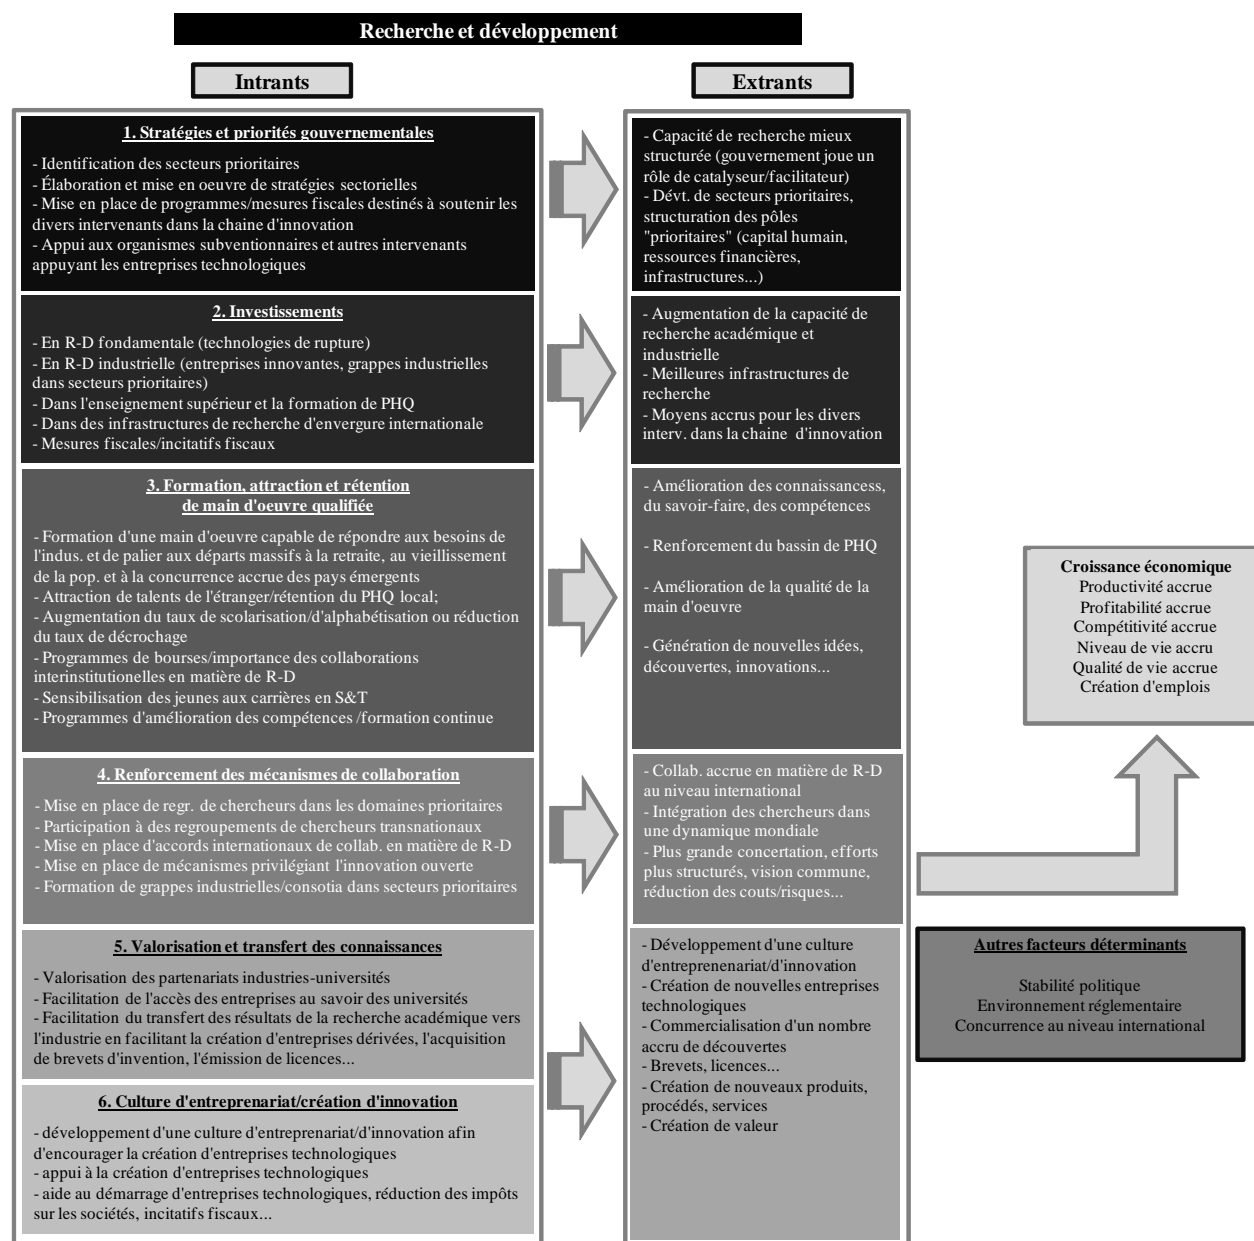 Recherche et développement
Intrants
Extrants
1. Stratégies et priorités gouvernementales
- Identification des secteurs prioritaires
- Élaboration et mise en oeuvre de stratégies sectorielles
- Mise en place de programmes/mesures fiscales destinés à soutenir les
divers intervenants dans la chaine d'innovation
- Appui aux organismes subventionnaires et autres intervenants
appuyant les entreprises technologiques
- Capacité de recherche mieux
structurée (gouvernement joue un
rôle de catalyseur/facilitateur)
- Dévt. de secteurs prioritaires,
structuration des pôles
"prioritaires" (capital humain,
ressources financières,
infrastructures...)
2. Investissements
- En R-D fondamentale (technologies de rupture)
- En R-D industrielle (entreprises innovantes, grappes industrielles
dans secteurs prioritaires)
- Dans l'enseignement supérieur et la formation de PHQ
- Dans des infrastructures de recherche d'envergure internationale
- Mesures fiscales/incitatifs fiscaux
- Augmentation de la capacité de
recherche académique et
industrielle
- Meilleures infrastructures de
recherche
- Moyens accrus pour les divers
interv. dans la chaine d'innovation
3. Formation, attraction et rétention
de main d'oeuvre qualifiée
- Formation d'une main d'oeuvre capable de répondre aux besoins de
l'indus. et de palier aux départs massifs à la retraite, au vieillissement
de la pop. et à la concurrence accrue des pays émergents
- Attraction de talents de l'étranger/rétention du PHQ local;
- Augmentation du taux de scolarisation/d'alphabétisation ou réduction
du taux de décrochage
- Programmes de bourses/importance des collaborations
interinstitutionelles en matière de R-D
- Sensibilisation des jeunes aux carrières en S&T
- Programmes d'amélioration des compétences /formation continue
- Amélioration des connaissancess,
du savoir-faire, des compétences
- Renforcement du bassin de PHQ
- Amélioration de la qualité de la
main d'oeuvre
- Génération de nouvelles idées,
découvertes, innovations...
Croissance économique
Productivité accrue
Profitabilité accrue
Compétitivité accrue
Niveau de vie accru
Qualité de vie accrue
Création d'emplois
4. Renforcement des mécanismes de collaboration
- Mise en place de regr. de chercheurs dans les domaines prioritaires
- Participation à des regroupements de chercheurs transnationaux
- Mise en place d'accords internationaux de collab. en matière de R-D
- Mise en place de mécanismes privilégiant l'innovation ouverte
- Formation de grappes industrielles/consotia dans secteurs prioritaires
- Collab. accrue en matière de R-D
au niveau international
- Intégration des chercheurs dans
une dynamique mondiale
- Plus grande concertation, efforts
plus structurés, vision commune,
réduction des couts/risques...
5. Valorisation et transfert des connaissances
- Valorisation des partenariats industries-universités
- Facilitation de l'accès des entreprises au savoir des universités
- Facilitation du transfert des résultats de la recherche académique vers
l'industrie en facilitant la création d'entreprises dérivées, l'acquisition
de brevets d'invention, l'émission de licences...
6. Culture d'entreprenariat/création d'innovation
- développement d'une culture d'entreprenariat/d'innovation afin
d'encourager la création d'entreprises technologiques
- appui à la création d'entreprises technologiques
- aide au démarrage d'entreprises technologiques, réduction des impôts
sur les sociétés, incitatifs fiscaux...
- Développement d'une culture
d'entreprenenariat/d'innovation
- Création de nouvelles entreprises
technologiques
- Commercialisation d'un nombre
accru de découvertes
- Brevets, licences...
- Création de nouveaux produits,
procédés, services
- Création de valeur
Autres facteurs déterminants
Stabilité politique
Environnement réglementaire
Concurrence au niveau international